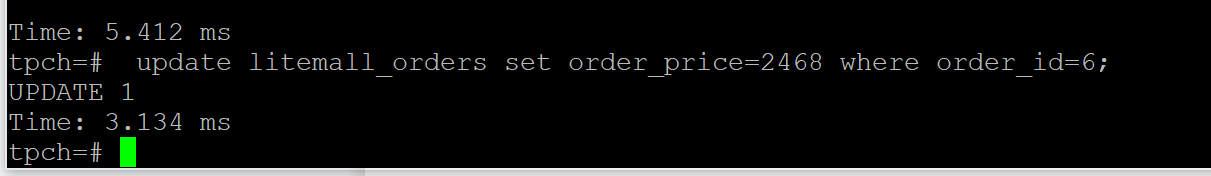 Time: 5.412 ms
tpch=#  update litemall_orders set order_price=2468 where order_id=6;
UPDATE 1
Time: 3.134 ms
tpch=#